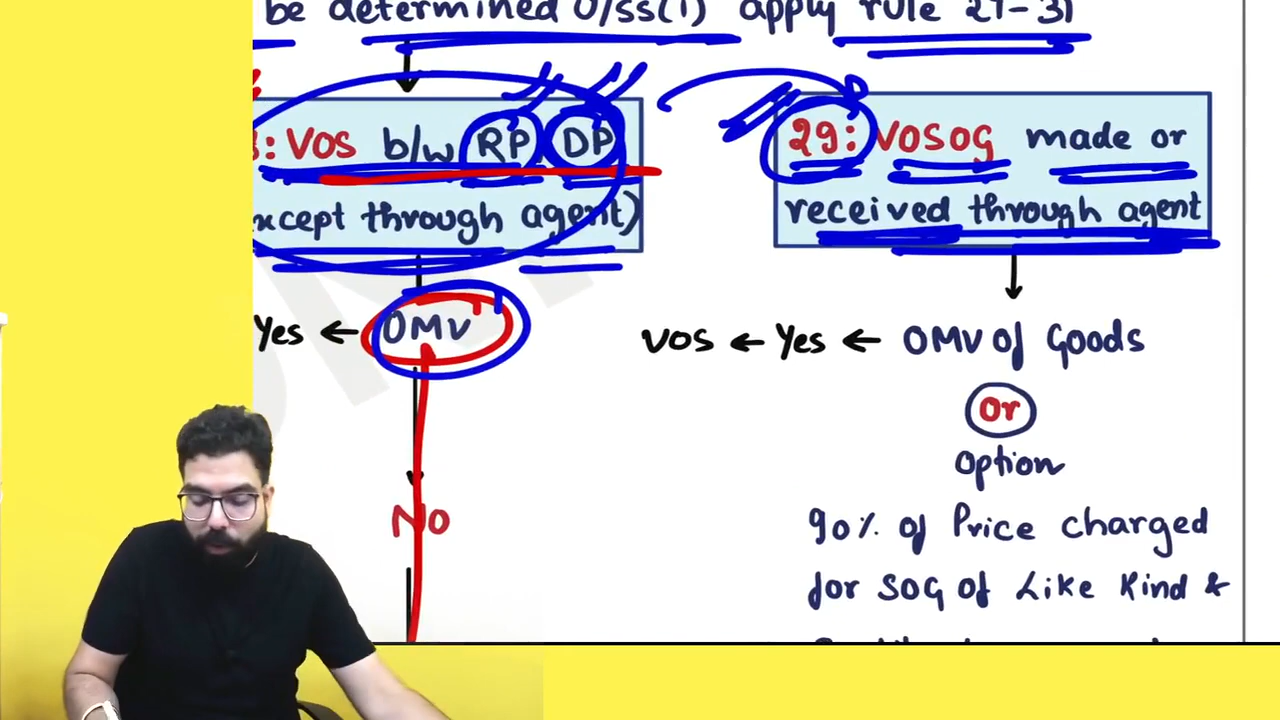 be determined U/ss(1) apply rule 27-31
: VOS b/w RP DP
xcept through agent)
29: VOSOG made or
received through agent
Yes ← OMV
No
VOS ← Yes ← OMV of Goods
Or
Option
90% of Price charged
for SOG of Like Kind &